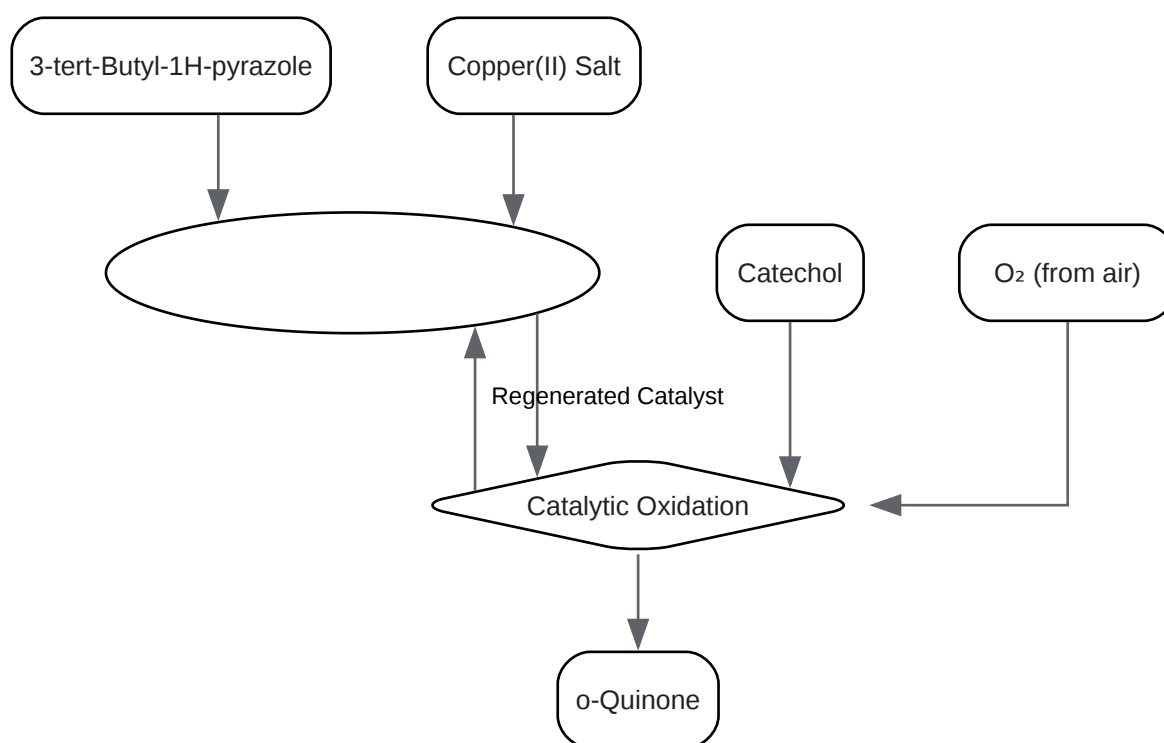 3-tert-Butyl-1H-pyrazole
Copper(II) Salt
Catechol
O₂ (from air)
Regenerated Catalyst
Catalytic Oxidation
o-Quinone